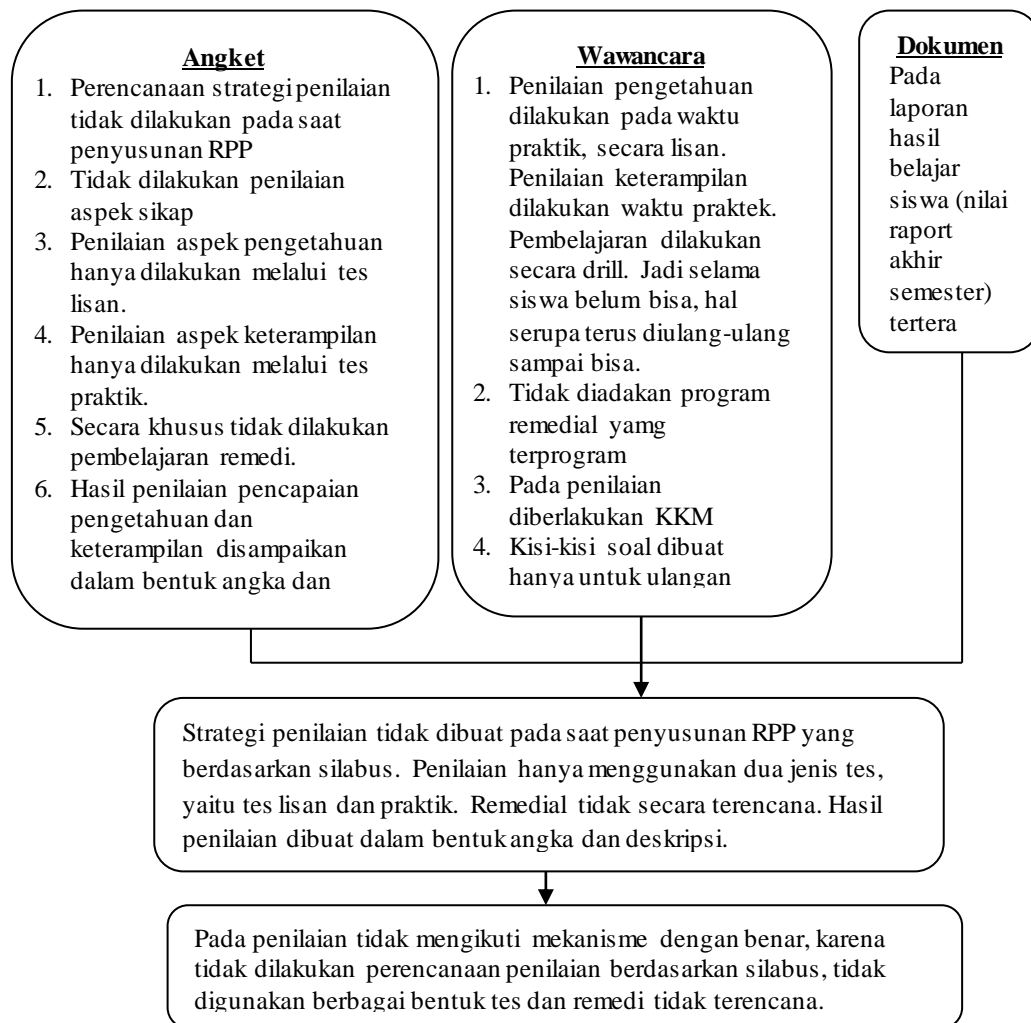 Angket
1. Perencanaan strategi penilaian
tidak dilakukan pada saat
penyusunan RPP
2. Tidak dilakukan penilaian
aspek sikap
3. Penilaian aspek pengetahuan
hanya dilakukan melalui tes
lisan.
4. Penilaian aspek keterampilan
hanya dilakukan melalui tes
praktik.
5. Secara khusus tidak dilakukan
pembelajaran remedi.
6. Hasil penilaian pencapaian
pengetahuan dan
keterampilan disampaikan
dalam bentuk angka dan
Wawancara
1. Penilaian pengetahuan
dilakukan pada waktu
praktik, secara lisan.
Penilaian keterampilan
dilakukan waktu praktek.
Pembelajaran dilakukan
secara drill. Jadi selama
siswa belum bisa, hal
serupa terus diulang-ulang
sampai bisa.
2. Tidak diadakan program
remedial yamg
terprogram
3. Pada penilaian
diberlakukan KKM
4. Kisi-kisi soal dibuat
hanya untuk ulangan
Dokumen
Pada
laporan
hasil
belajar
siswa (nilai
raport
akhir
semester)
tertera
Strategi penilaian tidak dibuat pada saat penyusunan RPP yang
berdasarkan silabus. Penilaian hanya menggunakan dua jenis tes,
yaitu tes lisan dan praktik. Remedial tidak secara terencana. Hasil
penilaian dibuat dalam bentuk angka dan deskripsi.
Pada penilaian tidak mengikuti mekanisme dengan benar, karena
tidak dilakukan perencanaan penilaian berdasarkan silabus, tidak
digunakan berbagai bentuk tes dan remedi tidak terencana.